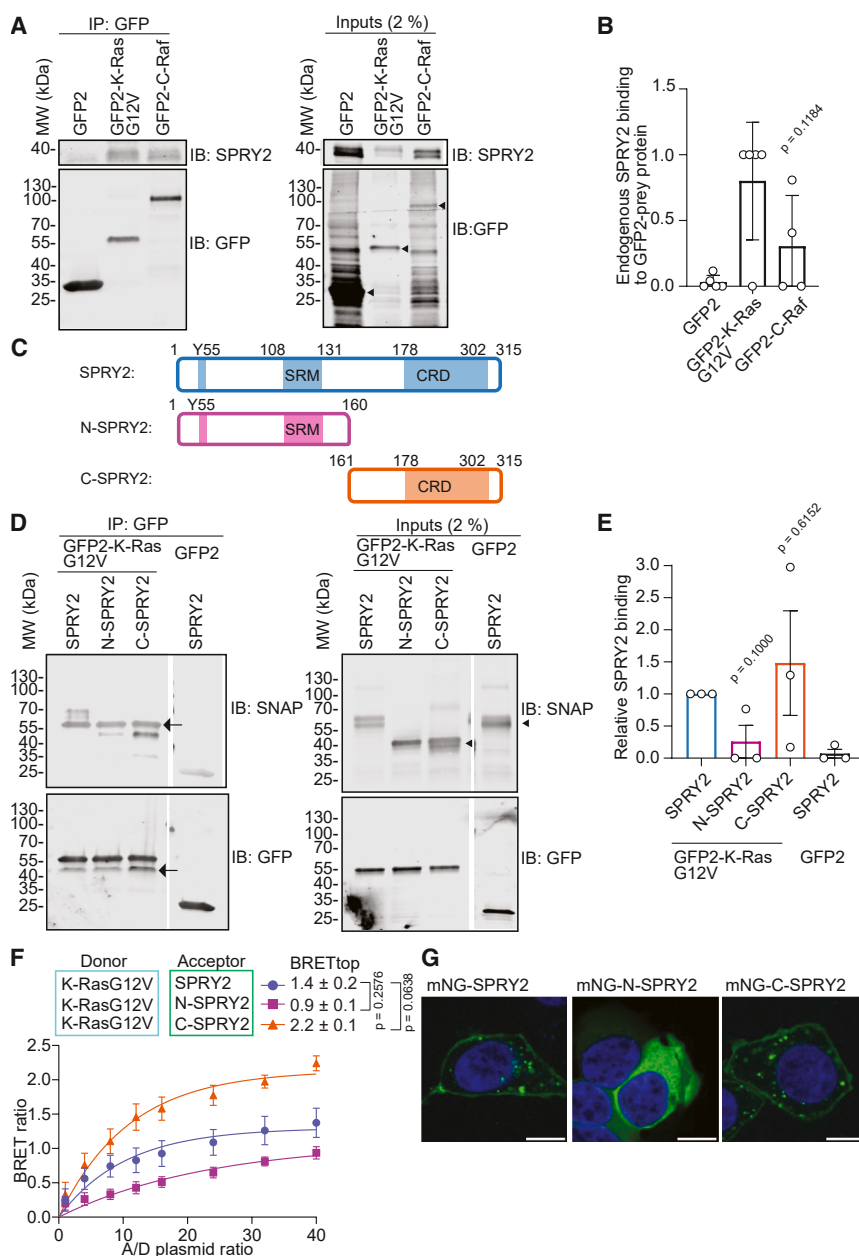 A
IP: GFP
MW (kDa)
GFP2
GFP2-K-Ras
G12V
GFP2-C-Raf
40-
IB: SPRY2
130-
100-
70-
55-
40-
35-
25-
IB: GFP
Inputs (2 %)
MW (kDa)
GFP2
GFP2-K-Ras
G12V
GFP2-C-Raf
40-
IB: SPRY2
130-
100-
70-
55-
40-
35-
25-
IB:GFP
B
Endogenous SPRY2 binding
to GFP2-prey protein
1.5
1.0
0.5
0.0
p = 0.1184
GFP2
GFP2-K-Ras
G12V
GFP2-C-Raf
C
1 Y55 108 131 178 302 315
SPRY2: SRM CRD
1 Y55 160
N-SPRY2: SRM
161 178 302 315
C-SPRY2: CRD
D
IP: GFP
GFP2-K-Ras
G12V
GFP2
MW (kDa)
SPRY2
N-SPRY2
C-SPRY2
SPRY2
130-
100-
70-
55-
40-
35-
25-
IB: SNAP
130-
100-
70-
55-
40-
35-
25-
IB: GFP
Inputs (2 %)
GFP2-K-Ras
G12V
GFP2
MW (kDa)
SPRY2
N-SPRY2
C-SPRY2
SPRY2
130-
100-
70-
55-
40-
35-
25-
IB: SNAP
130-
100-
70-
55-
40-
35-
25-
IB: GFP
E
Relative SPRY2 binding
3.0
2.5
2.0
1.5
1.0
0.5
0.0
p = 0.1000
p = 0.6152
SPRY2
N-SPRY2
C-SPRY2
SPRY2
GFP2-K-Ras
G12V
GFP2
F
Donor Acceptor BRETtop
K-RasG12V SPRY2 1.4 ± 0.2
K-RasG12V N-SPRY2 0.9 ± 0.1
K-RasG12V C-SPRY2 2.2 ± 0.1
p = 0.2576
p = 0.0638
BRET ratio
2.5
2.0
1.5
1.0
0.5
0.0
0 10 20 30 40
A/D plasmid ratio
G
mNG-SPRY2 mNG-N-SPRY2 mNG-C-SPRY2